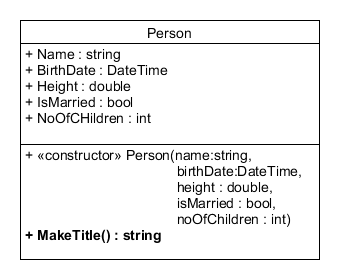 Person
+ Name : string
+ BirthDate : DateTime
+ Height : double
+ IsMarried : bool
+ NoOfCHildren : int
+ «constructor» Person(name:string,
birthDate:DateTime,
height : double,
isMarried : bool,
noOfChildren : int)
+ MakeTitle() : string